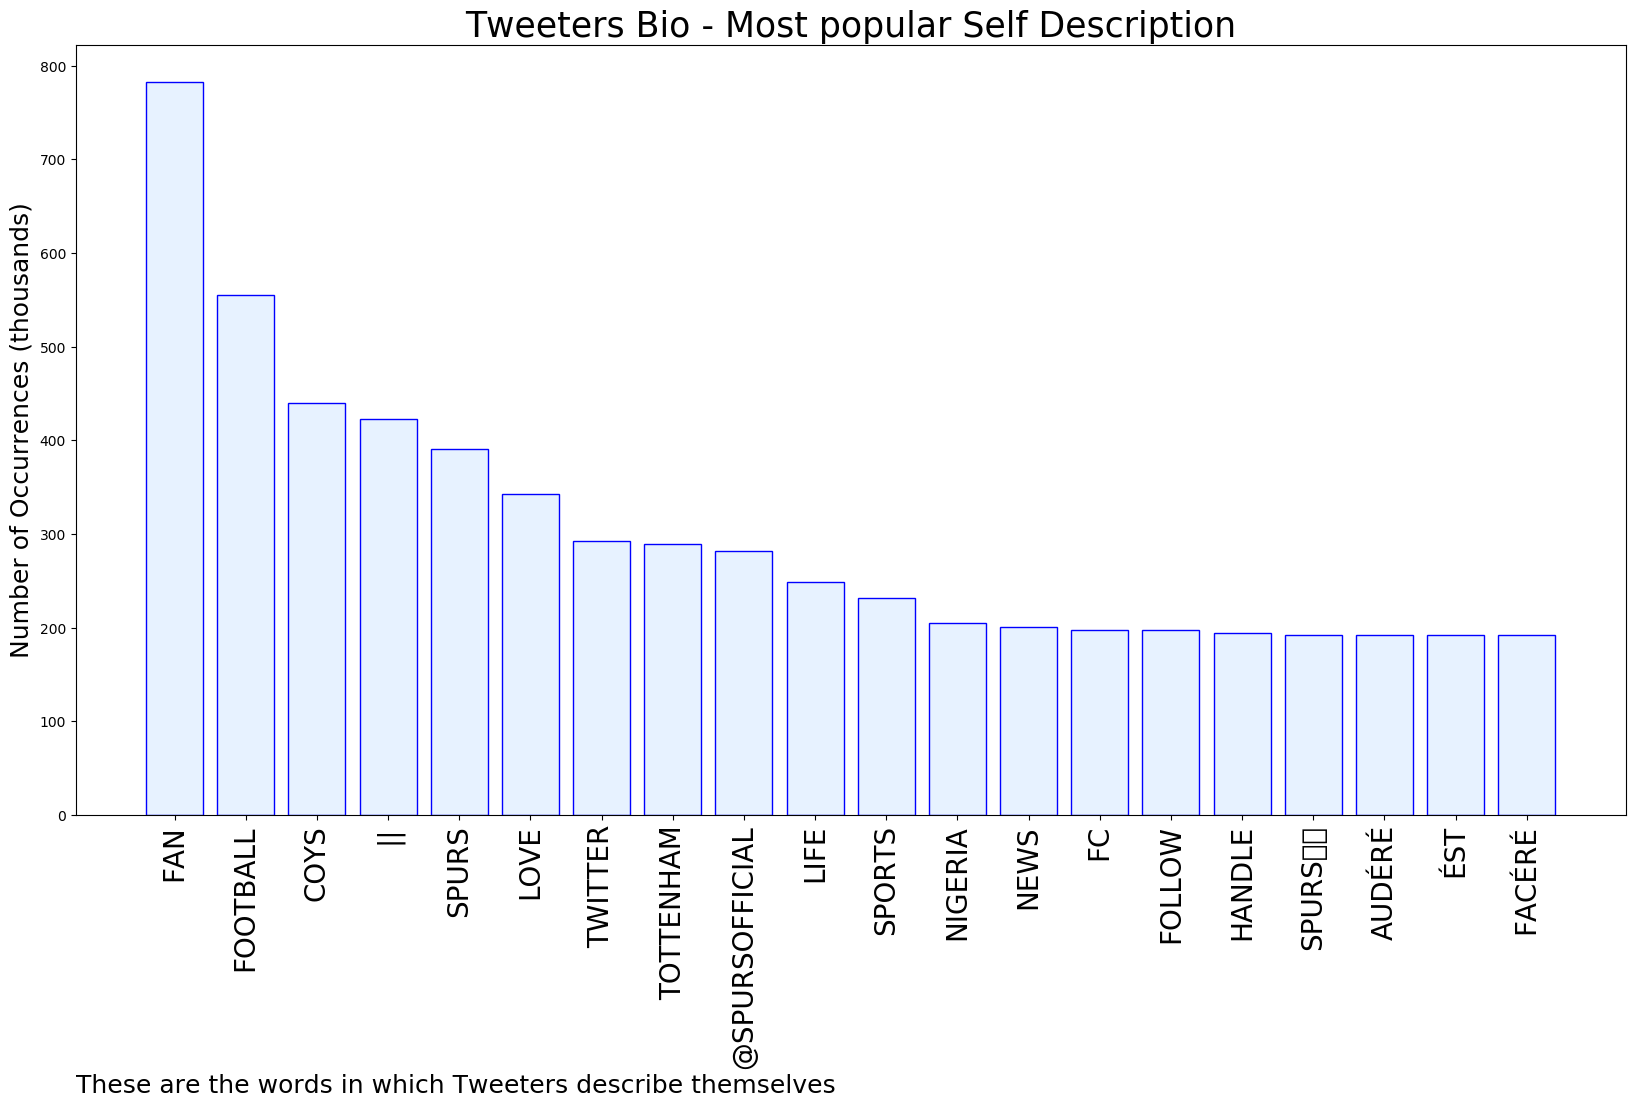 Tweeters Bio - Most popular Self Description
Number of Occurrences (thousands)
800
700
600
500
400
300
200
100
0
FAN
FOOTBALL
COYS
||
SPURS
LOVE
TWITTER
TOTTENHAM
@SPURSOFFICIAL
LIFE
SPORTS
NIGERIA
NEWS
FC
FOLLOW
HANDLE
SPURS▯▯
AUDÉRÉ
ÉST
FACÉRÉ
These are the words in which Tweeters describe themselves